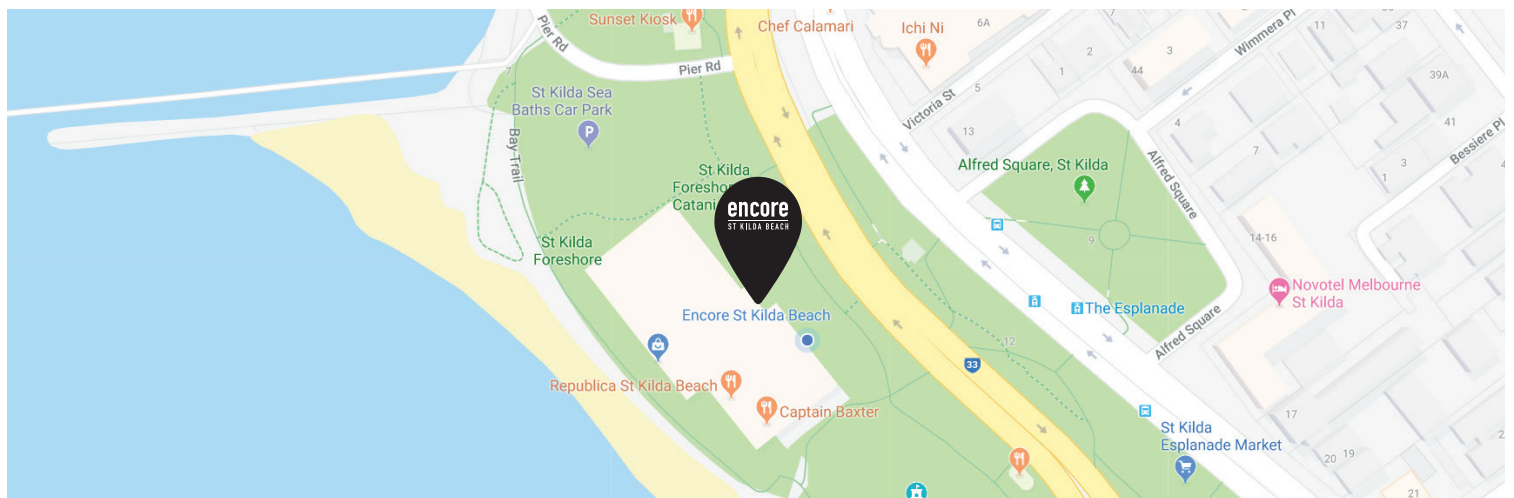 Pier Rd
Sunset Kiosk
Chef Calamari
Ichi Ni
6A
11
37
Wimmera Pl
2
3
1
44
39A
Pier Rd
7
St Kilda Sea
Baths Car Park
P
5
Victoria St
13
4
41
Bessiere Pl
7
3
1
Bay Trail
Alfred Square, St Kilda
Alfred Square
St Kilda
Catani
encore
ST KILDA BEACH
St Kilda
Foreshore
9
14-16
Novotel Melbourne
St Kilda
The Esplanade
Encore St Kilda Beach
12
Alfred Square
33
Republica St Kilda Beach
Captain Baxter
17
St Kilda
Esplanade Market
20
19
21